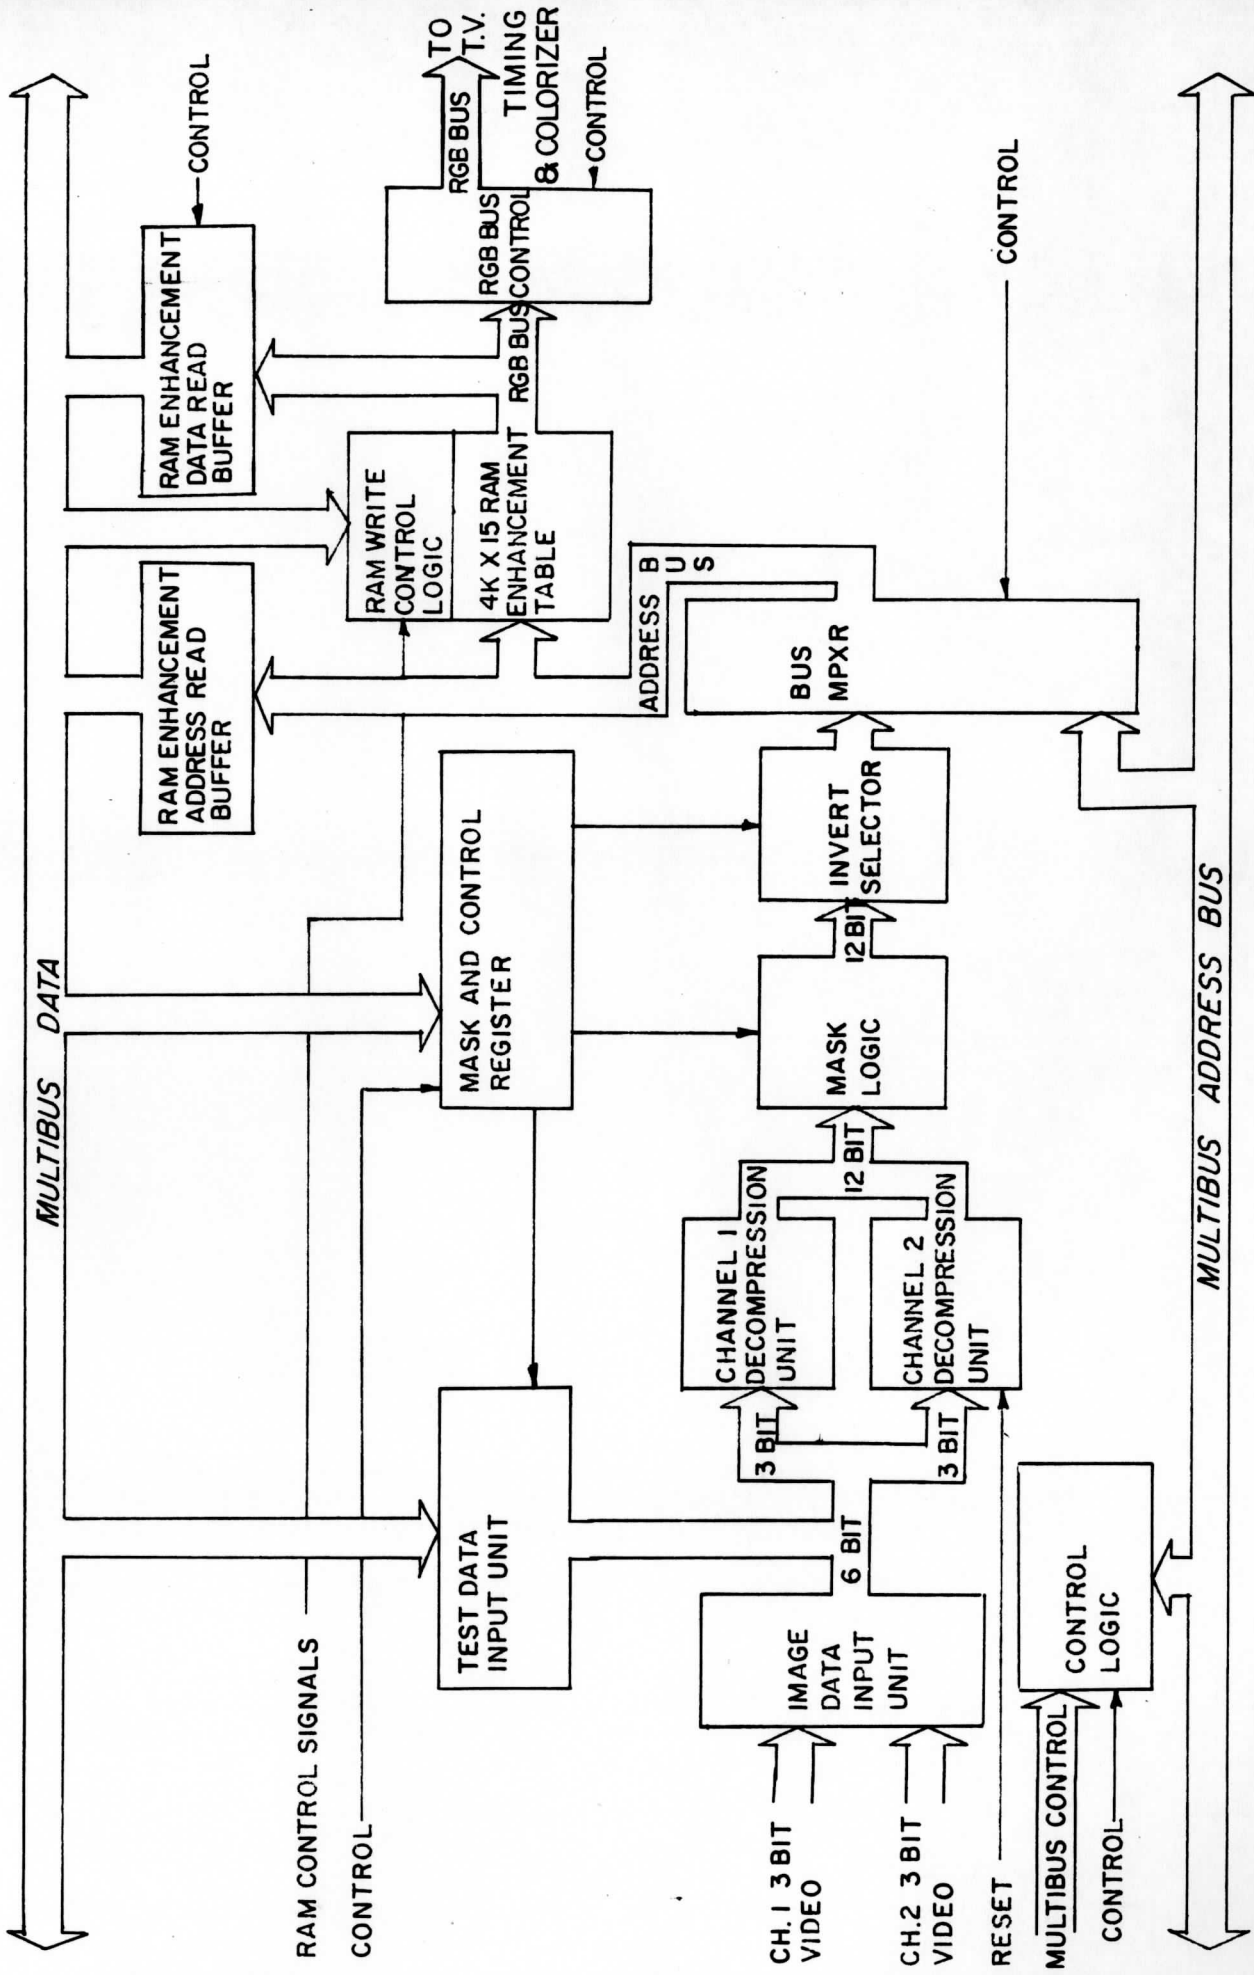 MULTIBUS DATA
RAM CONTROL SIGNALS
CONTROL
TEST DATA
INPUT UNIT
MASK AND CONTROL
REGISTER
RAM ENHANCEMENT
ADDRESS READ
BUFFER
RAM ENHANCEMENT
DATA READ
BUFFER
CONTROL
RAM WRITE
CONTROL
LOGIC
4K X 15 RAM
ENHANCEMENT
TABLE
RGB BUS
RGB BUS
CONTROL
RGB BUS
TO
T.V.
TIMING
& COLORIZER
CONTROL
ADDRESS
BUS
CH. 1 3 BIT
VIDEO
CH. 2 3 BIT
VIDEO
IMAGE
DATA
INPUT
UNIT
6 BIT
3 BIT
3 BIT
CHANNEL 1
DECOMPRESSION
UNIT
CHANNEL 2
DECOMPRESSION
UNIT
12 BIT
MASK
LOGIC
12 BIT
INVERT
SELECTOR
BUS
MPXR
CONTROL
RESET
MULTIBUS CONTROL
CONTROL
CONTROL
LOGIC
MULTIBUS ADDRESS BUS